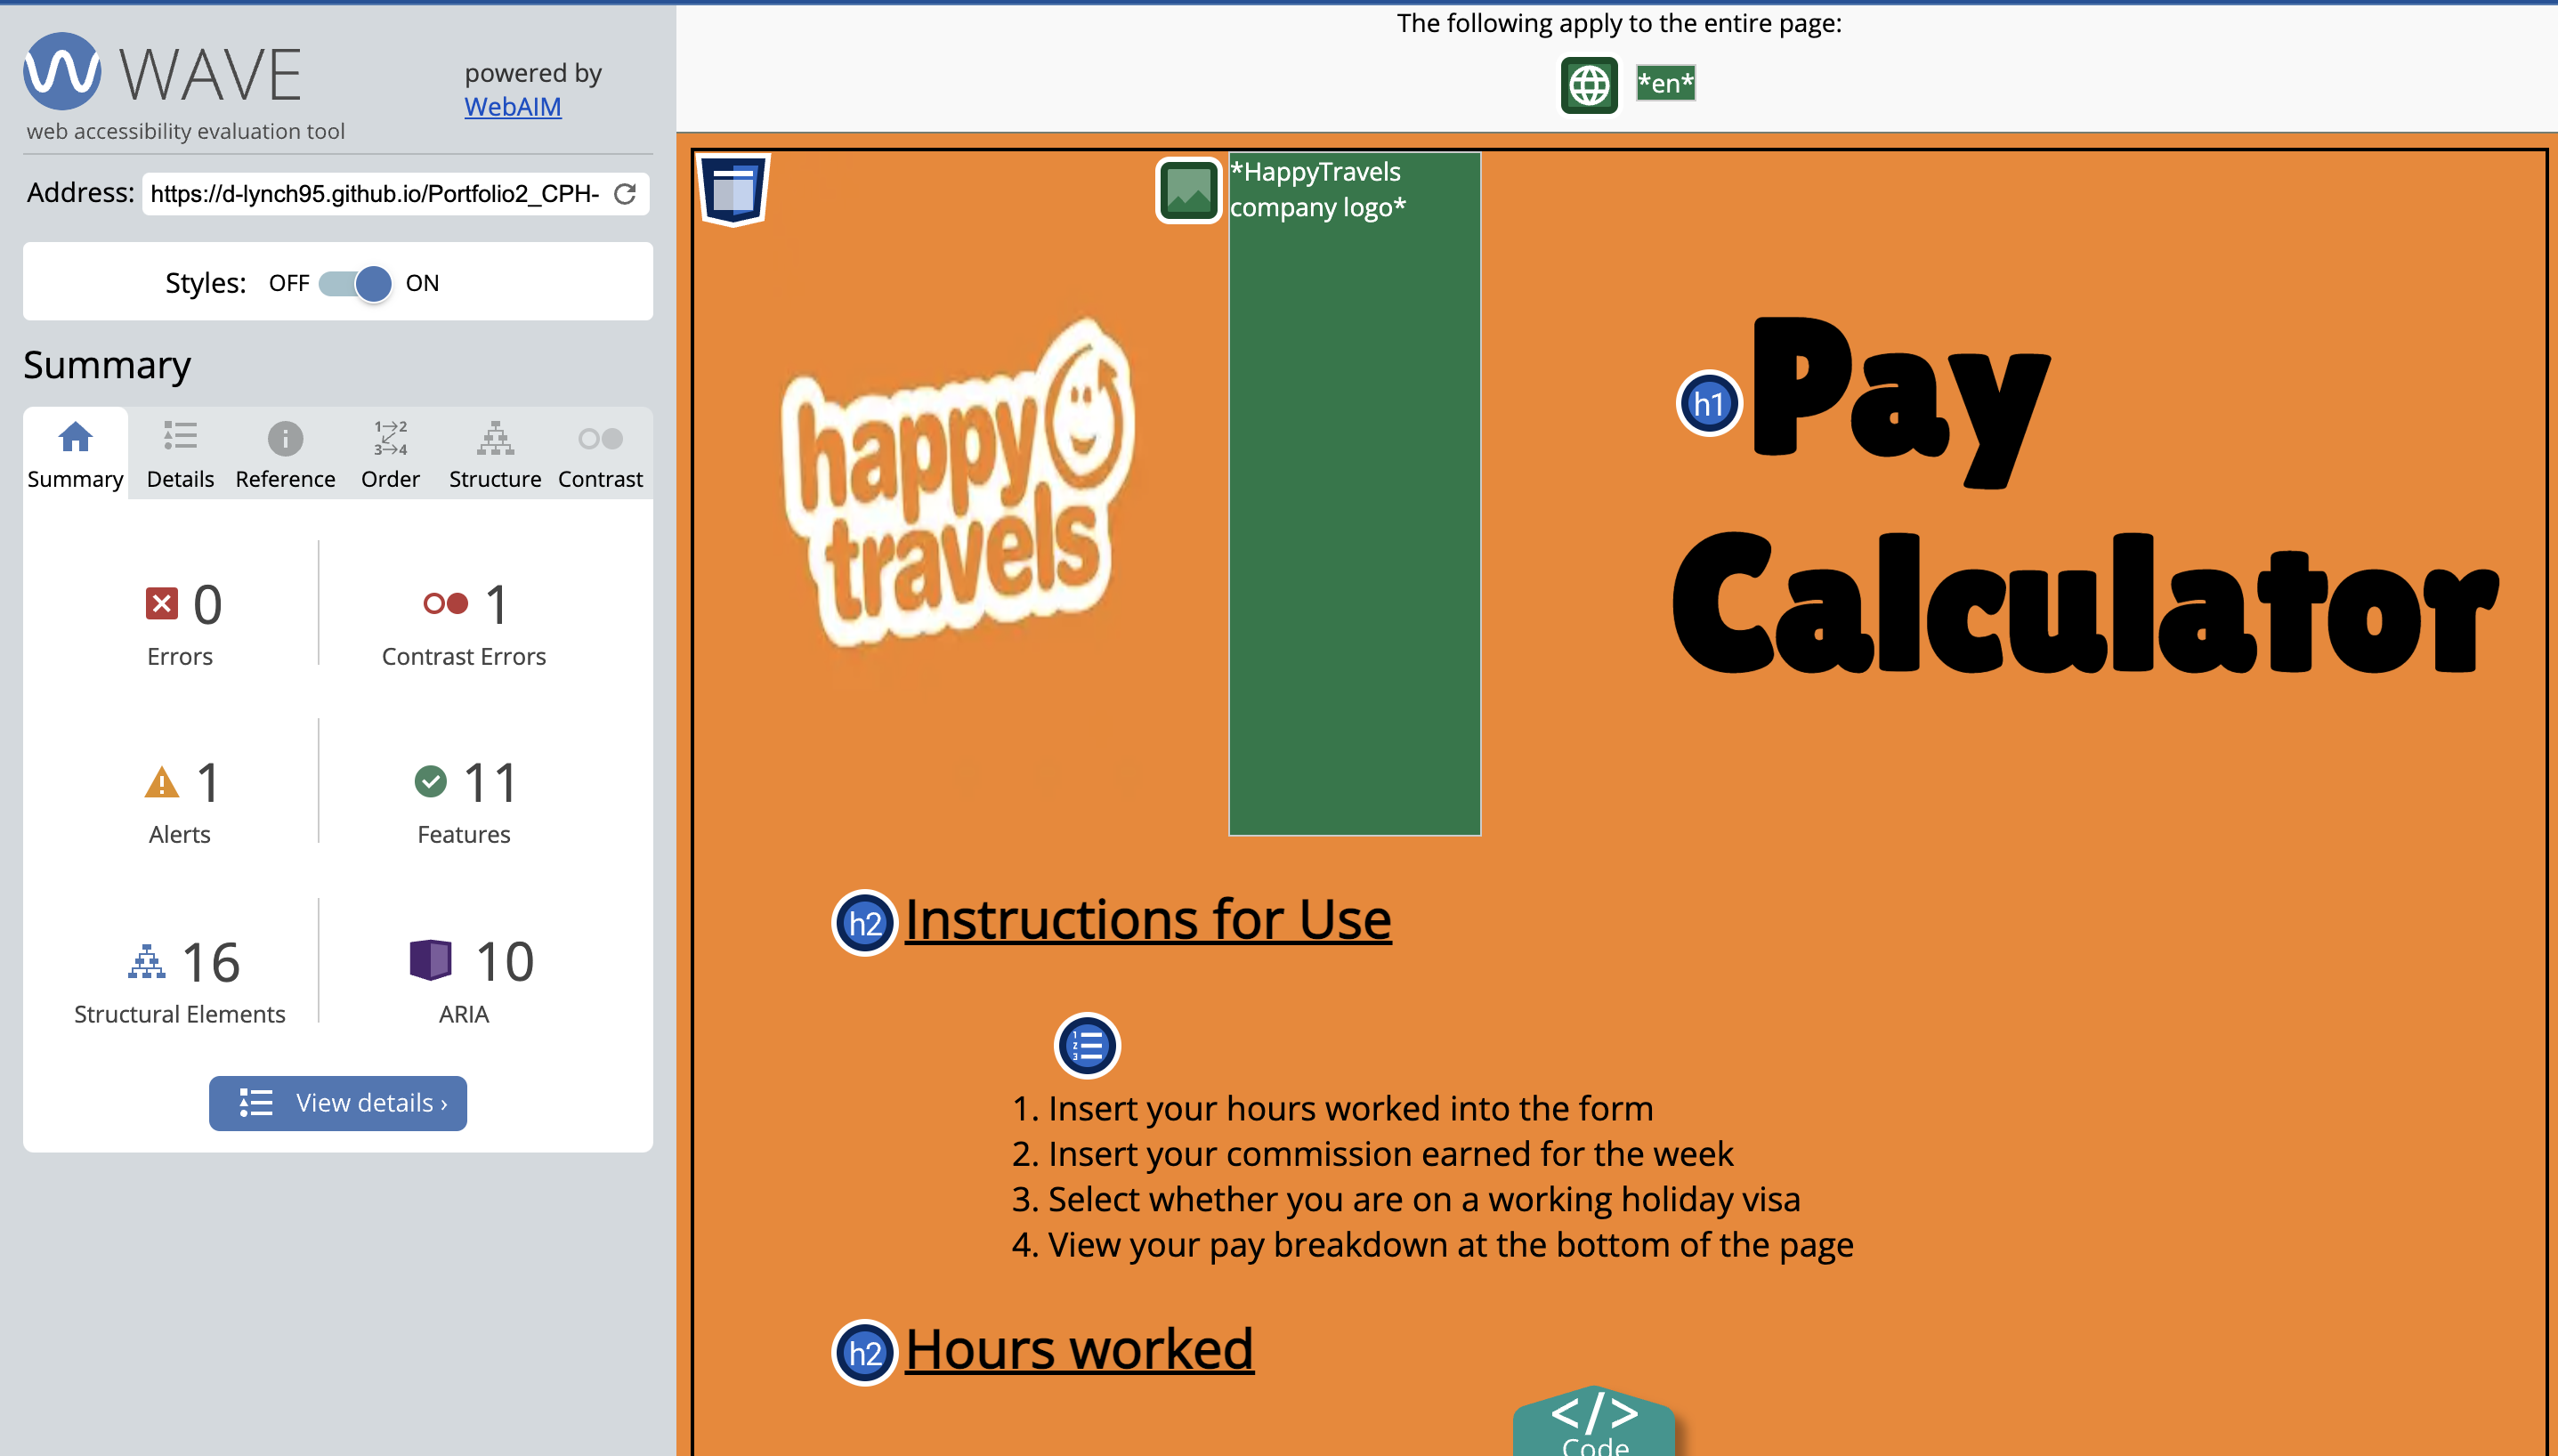 WAVE
web accessibility evaluation tool
powered by
WebAIM
Address: https://d-lynch95.github.io/Portfolio2_CPH-
Styles: OFF ON
Summary
Summary Details Reference Order Structure Contrast
1→2
3→4
0
Errors
1
Contrast Errors
1
Alerts
11
Features
16
Structural Elements
10
ARIA
View details ›
The following apply to the entire page:
*en*
*HappyTravels
company logo*
happy
travels
h1 Pay
Calculator
h2 Instructions for Use
1. Insert your hours worked into the form
2. Insert your commission earned for the week
3. Select whether you are on a working holiday visa
4. View your pay breakdown at the bottom of the page
h2 Hours worked
</>
Code